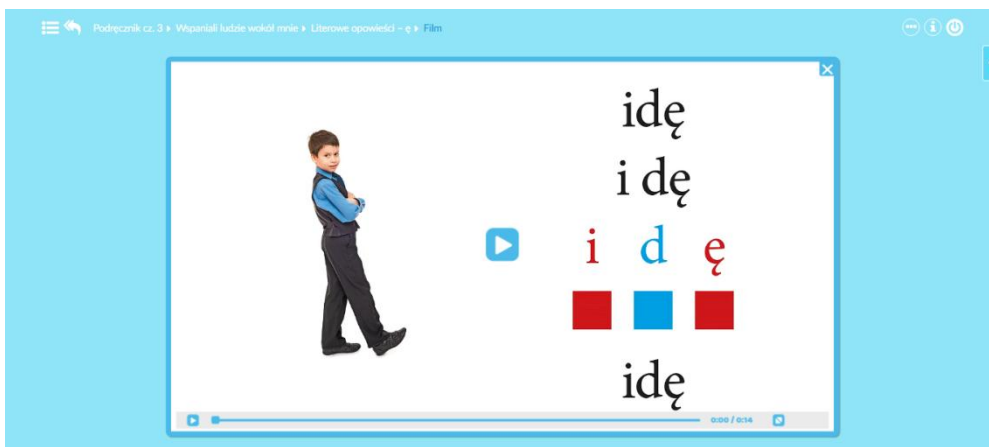 Podręcznik cz. 3 ▸ Wspaniali ludzie wokół mnie ▸ Literowe opowieści – ę ▸ Film
idę
i dę
i d ę
idę
0:00 / 0:14